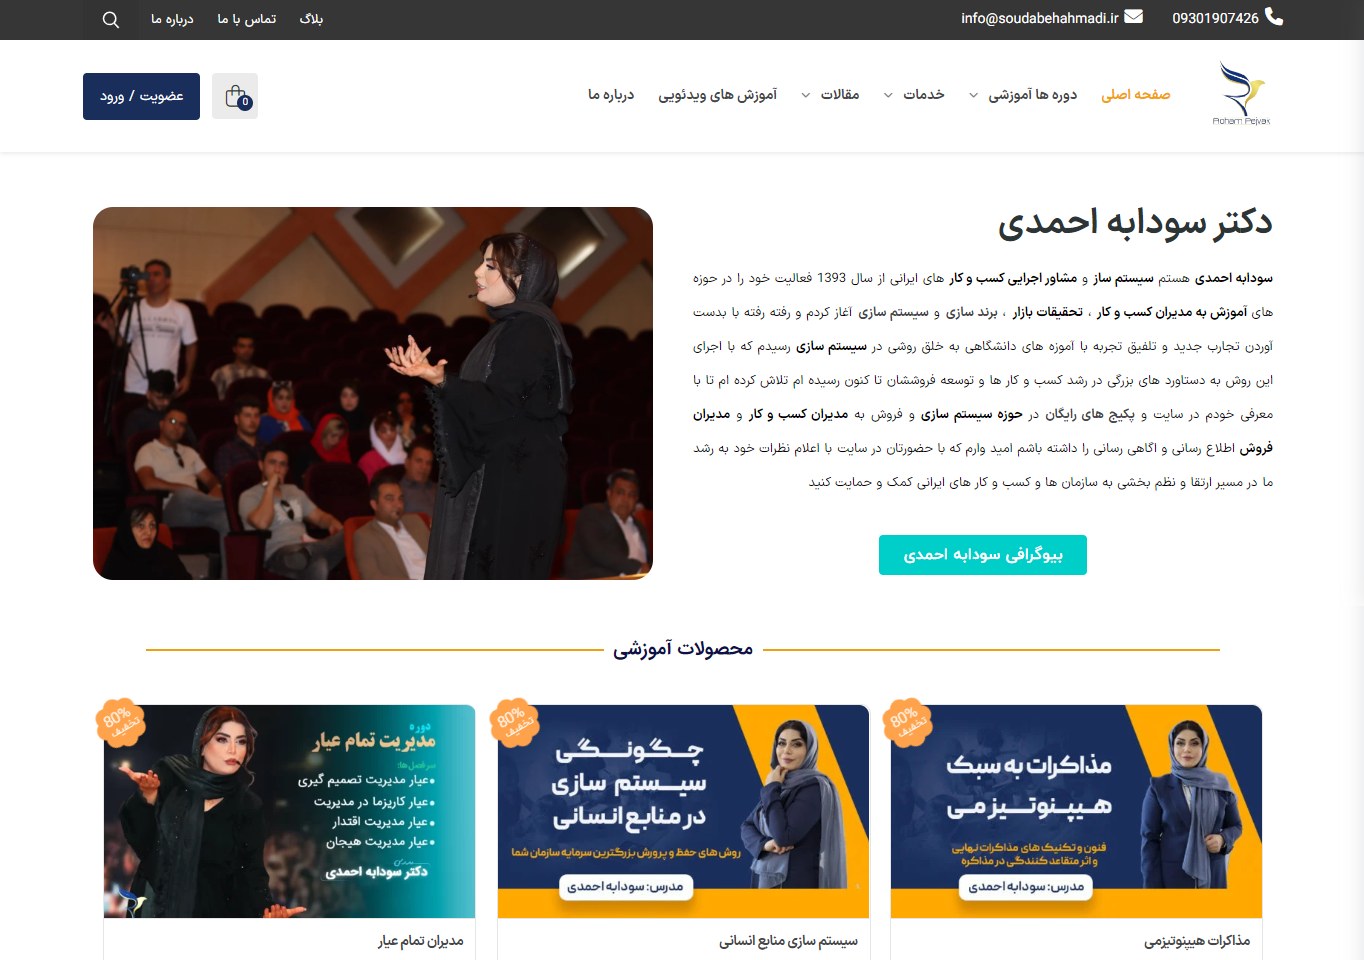 09301907426
info@soudabehahmadi.ir
بلاگ
تماس با ما
درباره ما
Roham Pejvak
صفحه اصلی
دوره ها آموزشی
خدمات
مقالات
آموزش های ویدئویی
درباره ما
0
عضویت / ورود
دکتر سودابه احمدی
سودابه احمدی هستم سیستم ساز و مشاور اجرایی کسب و کار های ایرانی از سال 1393 فعالیت خود را در حوزه
های آموزش به مدیران کسب و کار ، تحقیقات بازار ، برند سازی و سیستم سازی آغاز کردم و رفته رفته با بدست
آوردن تجارب جدید و تلفیق تجربه با آموزه های دانشگاهی به خلق روشی در سیستم سازی رسیدم که با اجرای
این روش به دستاورد های بزرگی در رشد کسب و کار ها و توسعه فروششان تا کنون رسیده ام تلاش کرده ام تا با
معرفی خودم در سایت و پکیج های رایگان در حوزه سیستم سازی و فروش به مدیران کسب و کار و مدیران
فروش اطلاع رسانی و اگاهی رسانی را داشته باشم امید وارم که با حضورتان در سایت با اعلام نظرات خود به رشد
ما در مسیر ارتقا و نظم بخشی به سازمان ها و کسب و کار های ایرانی کمک و حمایت کنید
بیوگرافی سودابه احمدی
محصولات آموزشی
80%
تخفیف
مذاکرات به سبک
هیپنوتیزمی
فنون و تکنیک های مذاکرات نهایی
و اثر متقاعد کنندگی در مذاکره
مدرس: سودابه احمدی
مذاکرات هیپنوتیزمی
80%
تخفیف
چگونگی
سیستم سازی
در منابع انسانی
روش های حفظ و پرورش بزرگترین سرمایه سازمان شما
مدرس: سودابه احمدی
سیستم سازی منابع انسانی
80%
تخفیف
دوره
مدیریت تمام عیار
سرفصل‌ها:
عیار مدیریت تصمیم گیری
عیار کاریزما در مدیریت
عیار مدیریت اقتدار
عیار مدیریت هیجان
دکتر سودابه احمدی
مدیران تمام عیار